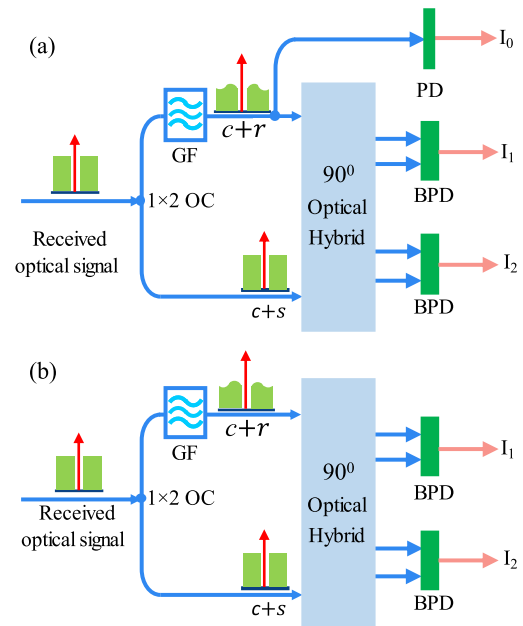 (a)
I₀
PD
c+r
GF
1×2 OC
Received
optical signal
90⁰
Optical
Hybrid
I₁
BPD
c+s
I₂
BPD
(b)
c+r
GF
1×2 OC
Received
optical signal
90⁰
Optical
Hybrid
I₁
BPD
c+s
I₂
BPD